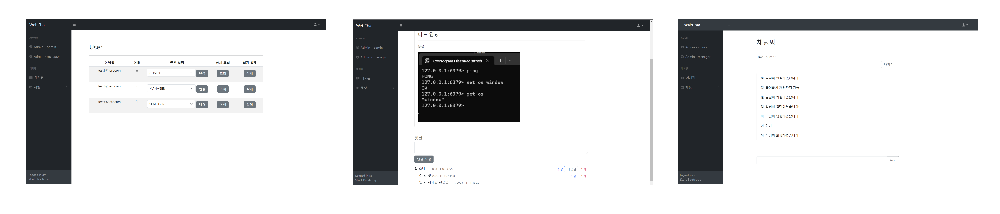 WebChat
ADMIN
Admin - admin
Admin - manager
게시판
게시판
채팅
Logged in as:
Start Bootstrap
User
이메일 이름 권한 설정 상세 조회 회원 삭제
test1@test.com 일 ADMIN 변경 조회 삭제
test2@test.com 이 MANAGER 변경 조회 삭제
test3@test.com 삼 SEMIUSER 변경 조회 삭제
WebChat
ADMIN
Admin - admin
Admin - manager
게시판
게시판
채팅
Logged in as:
Start Bootstrap
나도 안녕
응응
coding
C:₩Program Files₩Redis₩redi
127.0.0.1:6379> ping
PONG
127.0.0.1:6379> set os window
OK
127.0.0.1:6379> get os
"window"
127.0.0.1:6379>
댓글
댓글 작성
일 오냐 ㅋ 2023-11-09 01:29 수정 대댓글 삭제
이 ㄴ 굿 2023-11-10 11:38 수정 삭제
일 ㄴ 삭제된 댓글입니다. 2023-11-11 18:23
WebChat
ADMIN
Admin - admin
Admin - manager
게시판
게시판
채팅
Logged in as:
Start Bootstrap
채팅방
User Count : 1
나가기
일: 일님이 입장하였습니다.
일: 들어와서 채팅까지 가능
일: 일님이 퇴장하였습니다.
일: 일님이 입장하였습니다.
이: 이님이 입장하였습니다.
이: 안녕
이: 이님이 퇴장하였습니다.
Send